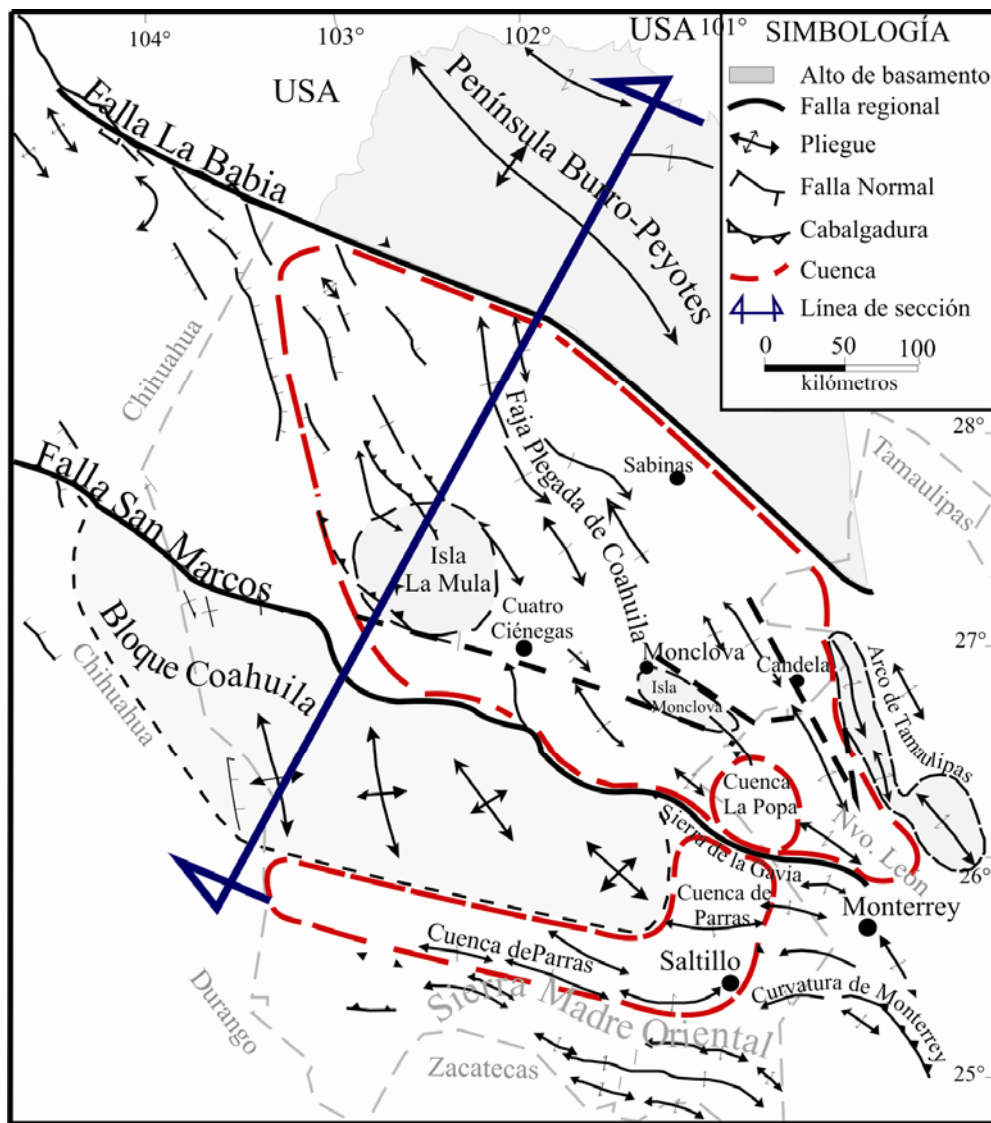 104°
103°
102°
101°
USA
USA
SIMBOLOGÍA
Alto de basamento
Falla regional
Pliegue
Falla Normal
Cabalgadura
Cuenca
Línea de sección
0 50 100
kilómetros
Península Burro-Peyotes
Falla La Babia
Chihuahua
Faja Plegada de Coahuila
28°
Tamaulipas
Sabinas
Falla San Marcos
Isla
La Mula
Cuatro
Ciénegas
27°
Bloque Coahuila
Chihuahua
Monclova
Isla
Monclova
Candela
Arco de Tamaulipas
Cuenca
La Popa
Sierra de la Gavia
Nvo. León
26°
Cuenca de
Parras
Monterrey
Cuenca de Parras
Saltillo
Curvatura de Monterrey
Durango
Sierra Madre Oriental
Zacatecas
25°